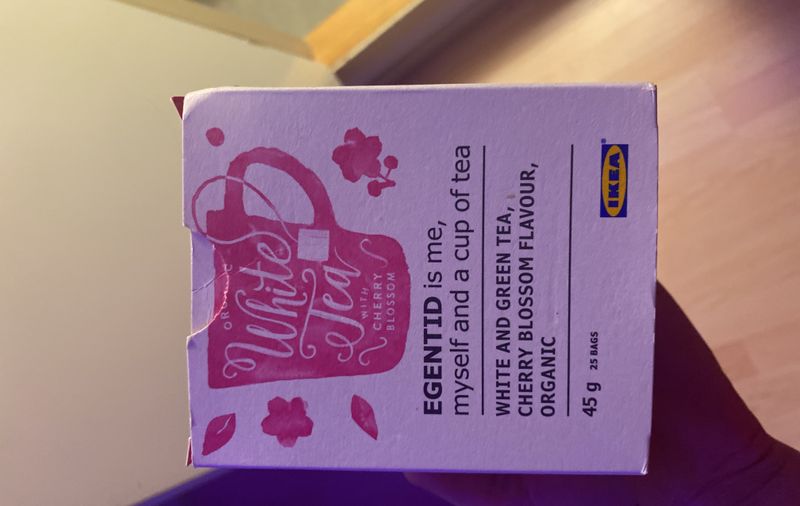 ORGANIC
White
Tea
WITH
CHERRY
BLOSSOM
EGENTID is me,
myself and a cup of tea
WHITE AND GREEN TEA,
CHERRY BLOSSOM FLAVOUR,
ORGANIC
45 g 25 BAGS
IKEA